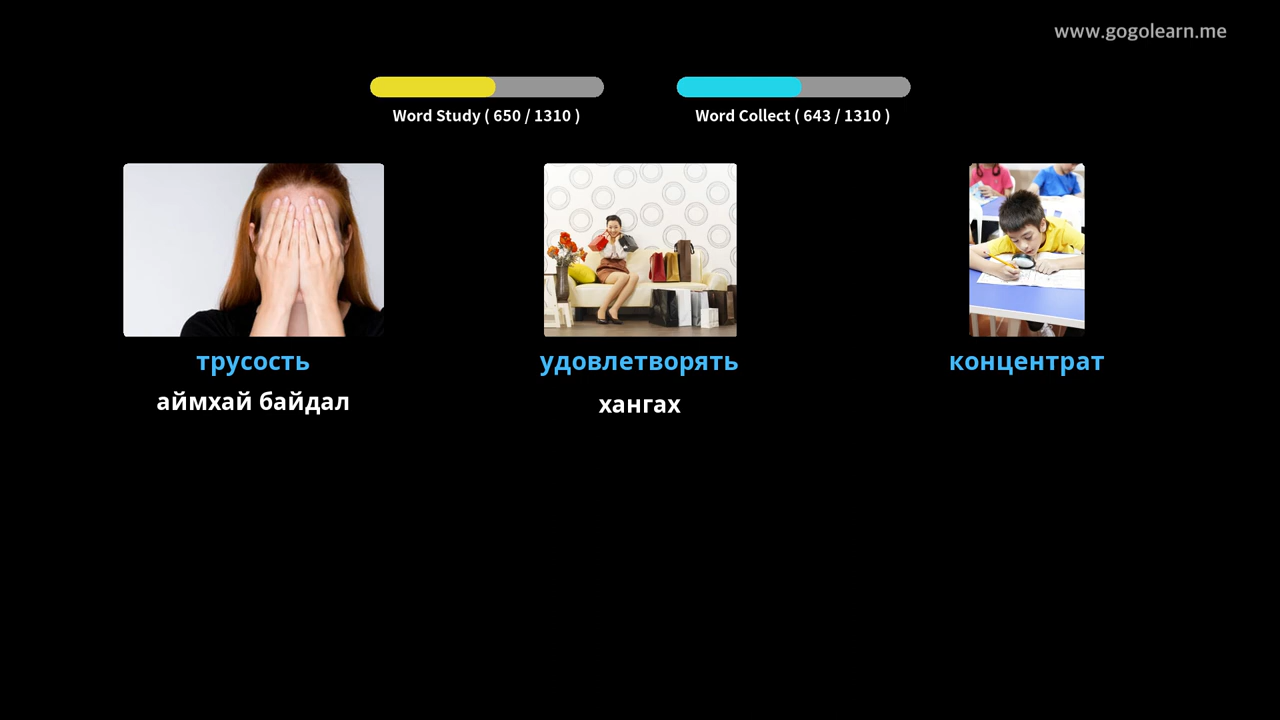 www.gogolearn.me
Word Study ( 650 / 1310 )
Word Collect ( 643 / 1310 )
трусость
удовлетворять
концентрат
аймхай байдал
хангах